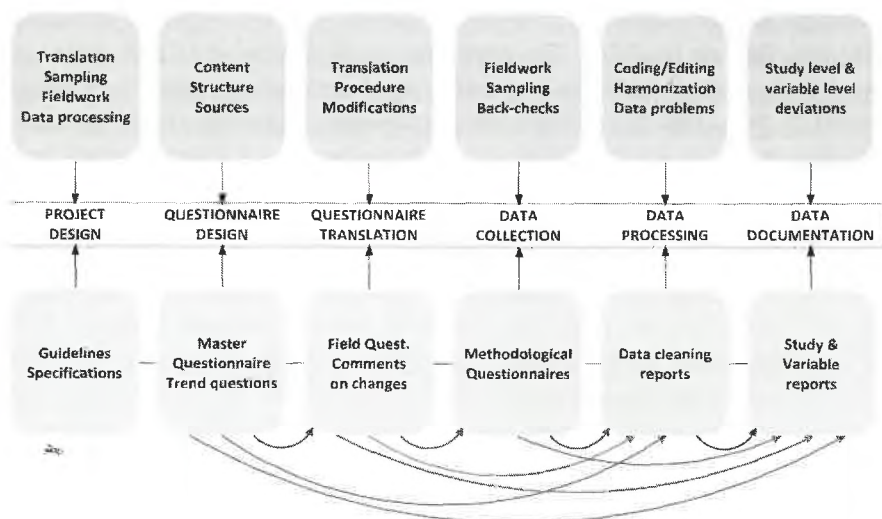 Translation
Sampling
Fieldwork
Data processing
Content
Structure
Sources
Translation
Procedure
Modifications
Fieldwork
Sampling
Back-checks
Coding/Editing
Harmonization
Data problems
Study level &
variable level
deviations
PROJECT
DESIGN
QUESTIONNAIRE
DESIGN
QUESTIONNAIRE
TRANSLATION
DATA
COLLECTION
DATA
PROCESSING
DATA
DOCUMENTATION
Guidelines
Specifications
Master
Questionnaire
Trend questions
Field Quest.
Comments
on changes
Methodological
Questionnaires
Data cleaning
reports
Study &
Variable
reports